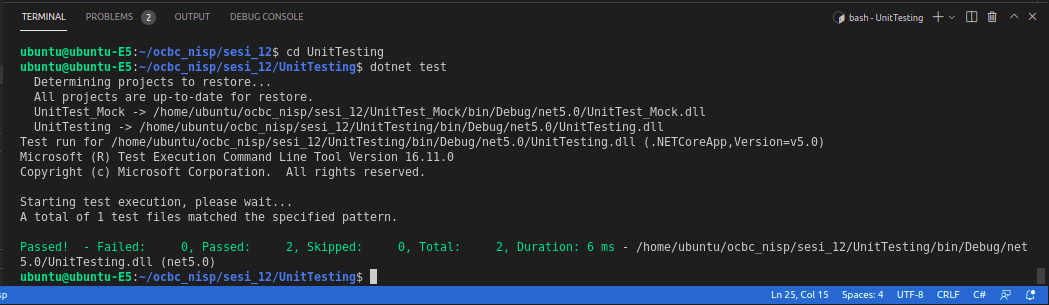 TERMINAL PROBLEMS 2 OUTPUT DEBUG CONSOLE bash - UnitTesting
ubuntu@ubuntu-E5:~/ocbc_nisp/sesi_12$ cd UnitTesting
ubuntu@ubuntu-E5:~/ocbc_nisp/sesi_12/UnitTesting$ dotnet test
  Determining projects to restore...
  All projects are up-to-date for restore.
  UnitTest_Mock -> /home/ubuntu/ocbc_nisp/sesi_12/UnitTest_Mock/bin/Debug/net5.0/UnitTest_Mock.dll
  UnitTesting -> /home/ubuntu/ocbc_nisp/sesi_12/UnitTesting/bin/Debug/net5.0/UnitTesting.dll
Test run for /home/ubuntu/ocbc_nisp/sesi_12/UnitTesting/bin/Debug/net5.0/UnitTesting.dll (.NETCoreApp,Version=v5.0)
Microsoft (R) Test Execution Command Line Tool Version 16.11.0
Copyright (c) Microsoft Corporation.  All rights reserved.
Starting test execution, please wait...
A total of 1 test files matched the specified pattern.
Passed!  - Failed:     0, Passed:     2, Skipped:     0, Total:     2, Duration: 6 ms - /home/ubuntu/ocbc_nisp/sesi_12/UnitTesting/bin/Debug/net
5.0/UnitTesting.dll (net5.0)
ubuntu@ubuntu-E5:~/ocbc_nisp/sesi_12/UnitTesting$
sp Ln 25, Col 15 Spaces: 4 UTF-8 CRLF C#